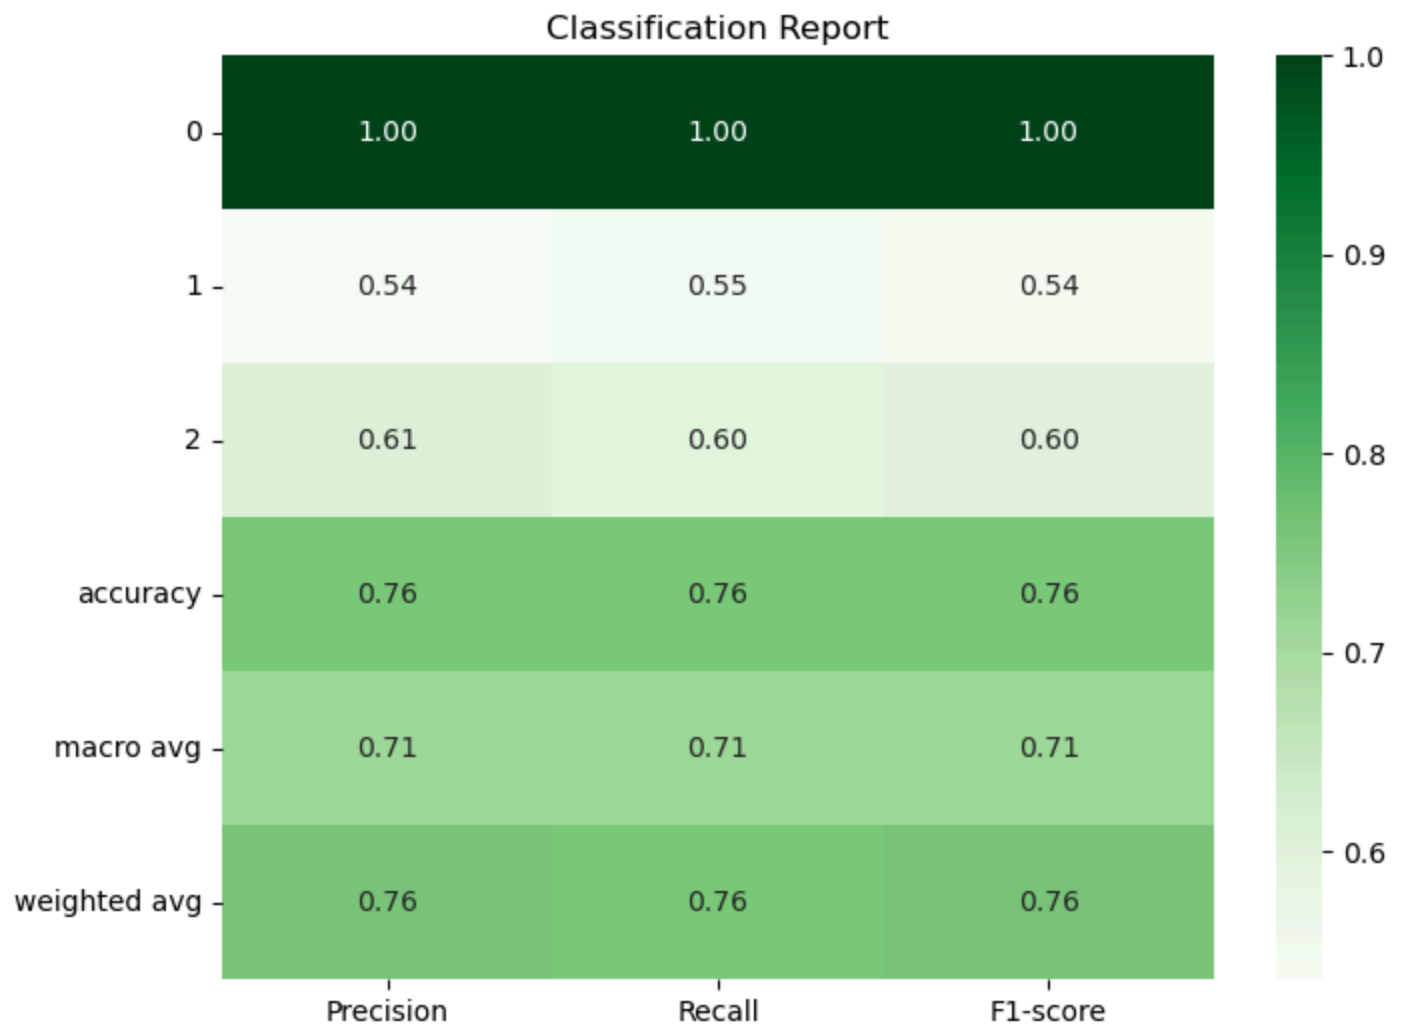 Classification Report
0 1.00 1.00 1.00
1 0.54 0.55 0.54
2 0.61 0.60 0.60
accuracy 0.76 0.76 0.76
macro avg 0.71 0.71 0.71
weighted avg 0.76 0.76 0.76
Precision Recall F1-score
1.0
0.9
0.8
0.7
0.6